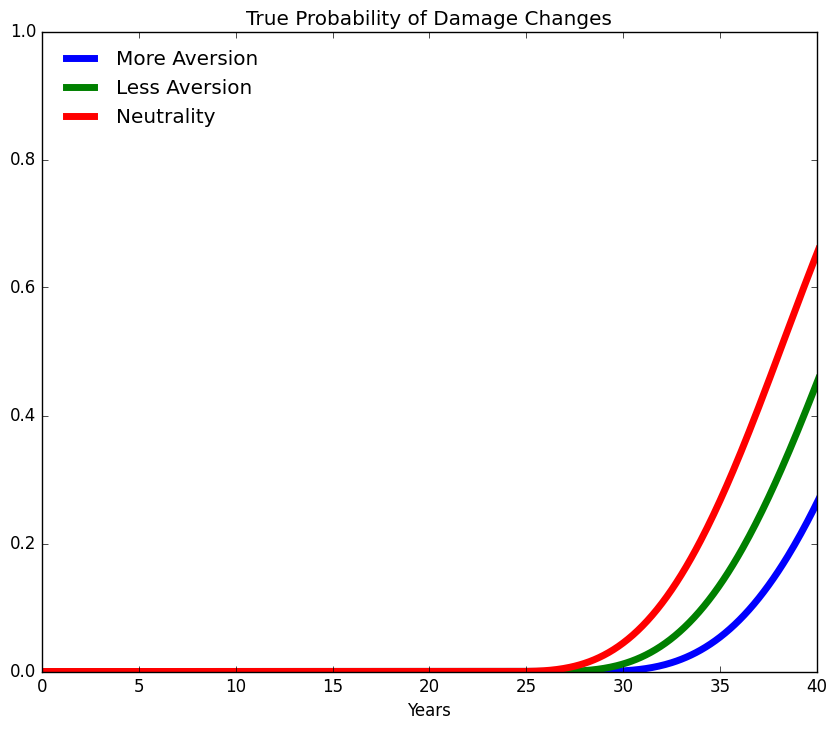 True Probability of Damage Changes
1.0
More Aversion
Less Aversion
Neutrality
0.8
0.6
0.4
0.2
0.0
0 5 10 15 20 25 30 35 40
Years